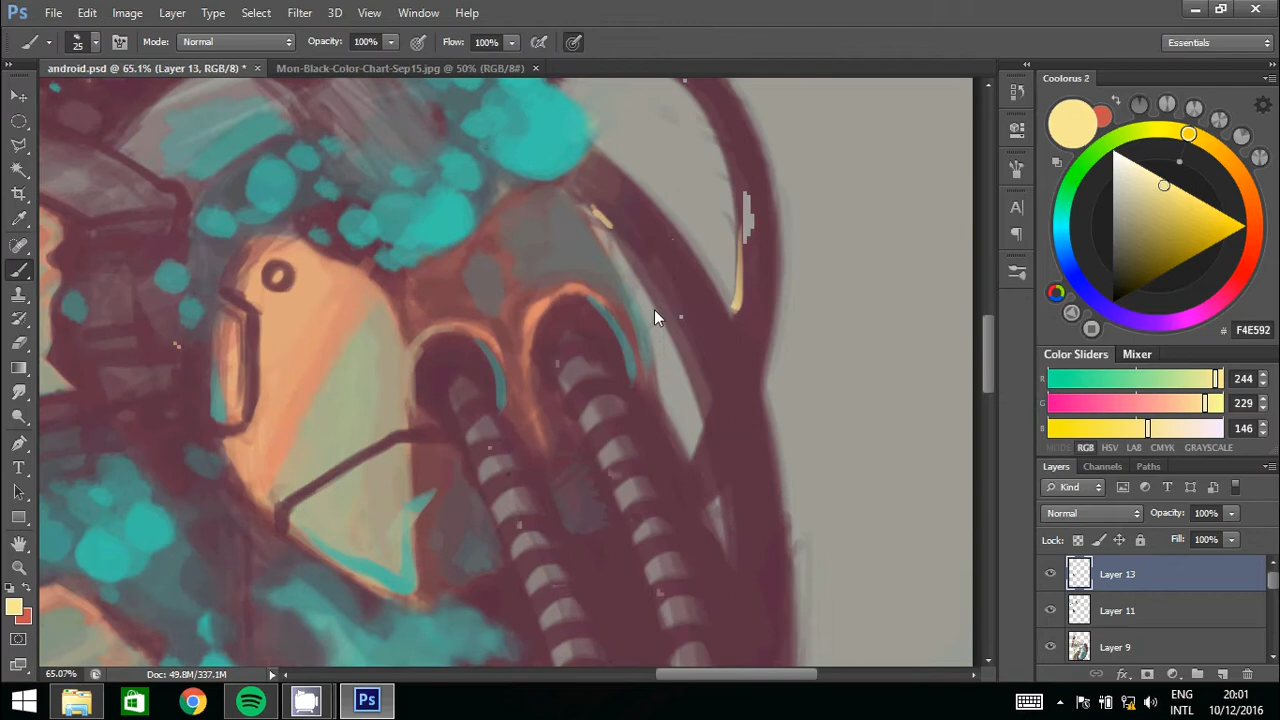 Ps File Edit Image Layer Type Select Filter 3D View Window Help
25 Mode: Normal Opacity: 100% Flow: 100% Essentials
android.psd @ 65.1% (Layer 13, RGB/8) * × Mon-Black-Color-Chart-Sep15.jpg @ 50% (RGB/8#) ×
Coolorus 2
# F4E592
Color Sliders Mixer
R 244
G 229
B 146
MODE RGB HSV LAB CMYK GRAYSCALE
Layers Channels Paths
Kind
Normal Opacity: 100%
Lock: Fill: 100%
Layer 13
Layer 11
Layer 9
65.07% Doc: 49.8M/337.1M
Ps ENG 20:01
INTL 10/12/2016